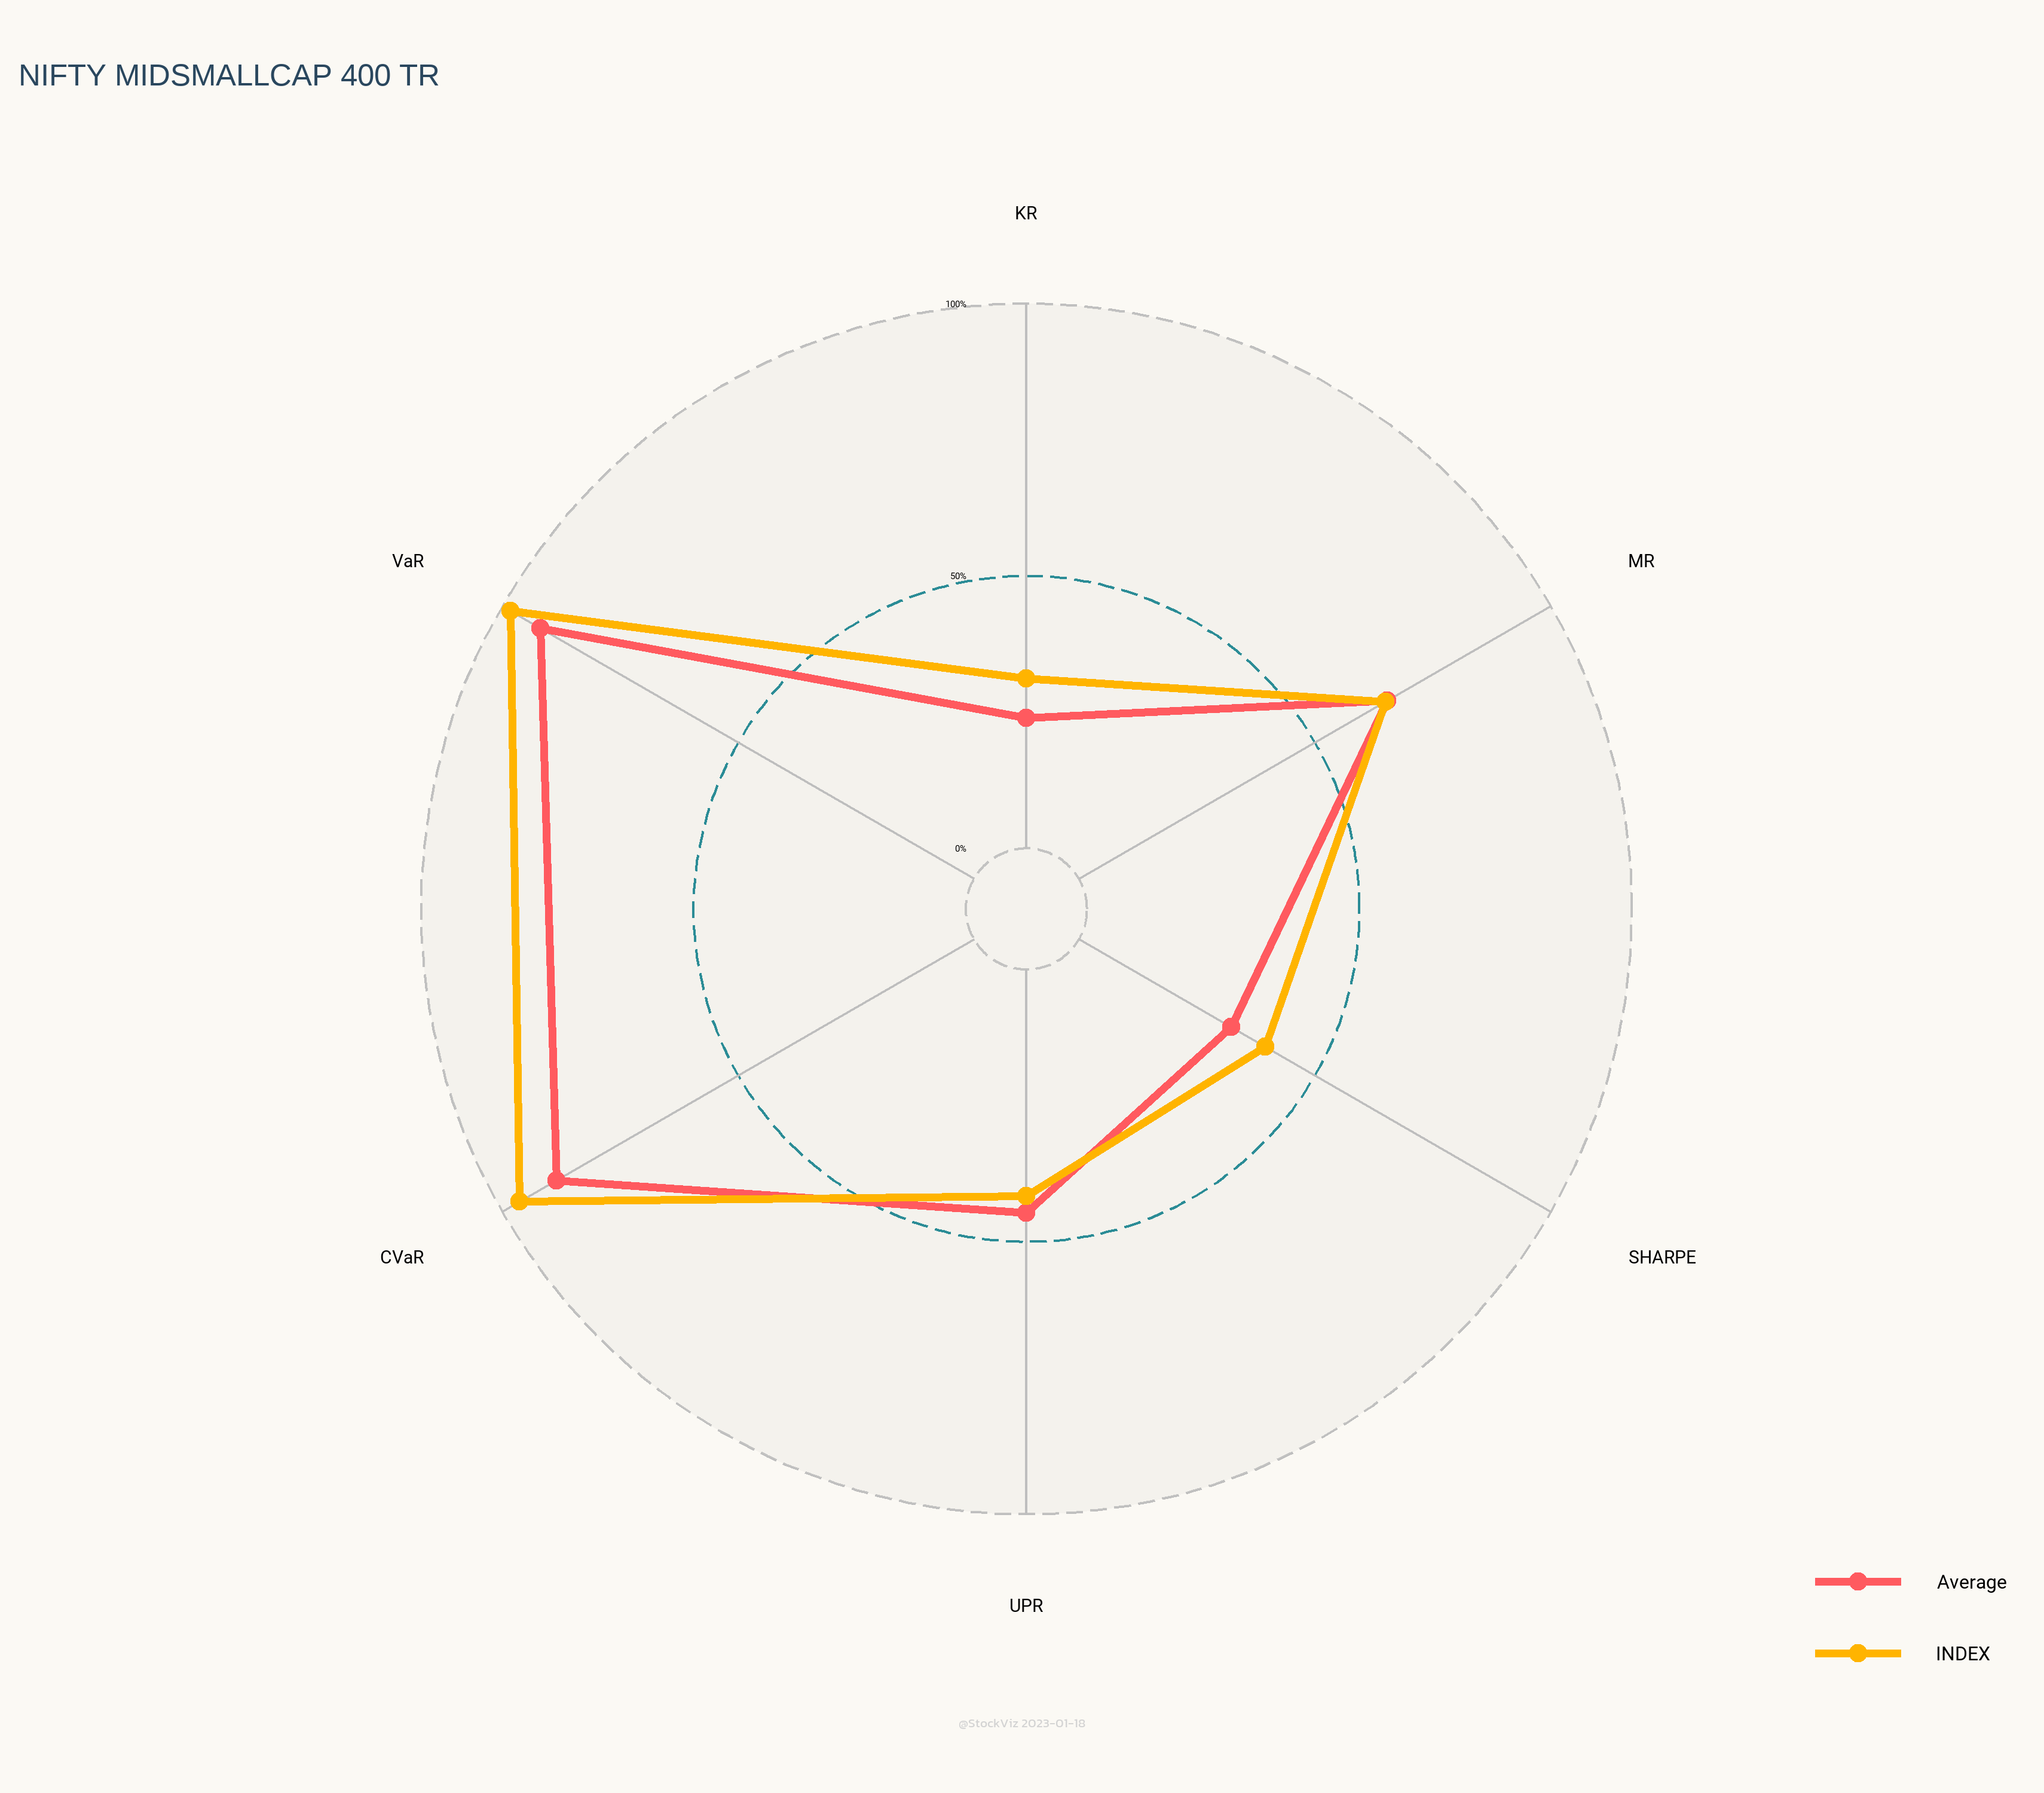 NIFTY MIDSMALLCAP 400 TR
KR
100%
VaR
MR
50%
0%
CVaR
SHARPE
UPR
Average
INDEX
@StockViz 2023-01-18